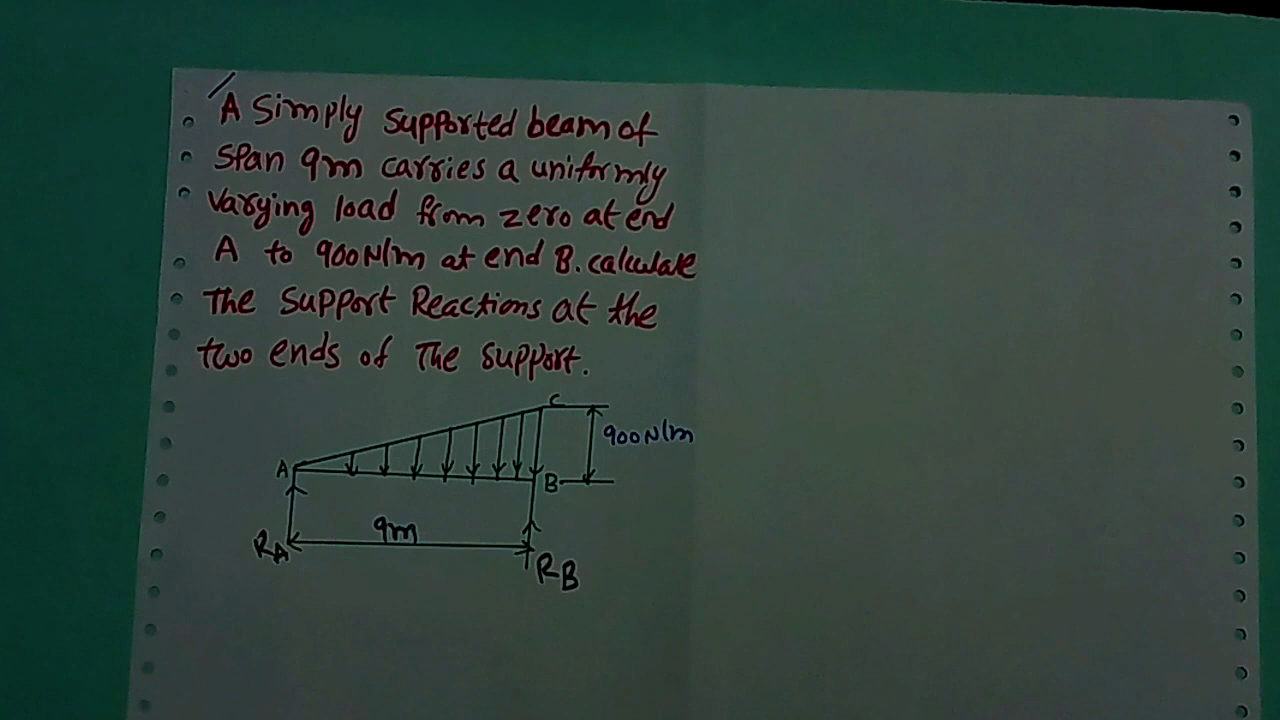 A Simply Supported beam of
Span 9m carries a uniformly
Varying load from zero at end
A to 900N/m at end B. calculate
The Support Reactions at the
two ends of The Support.
C
900N/m
A
B
9m
RA
RB